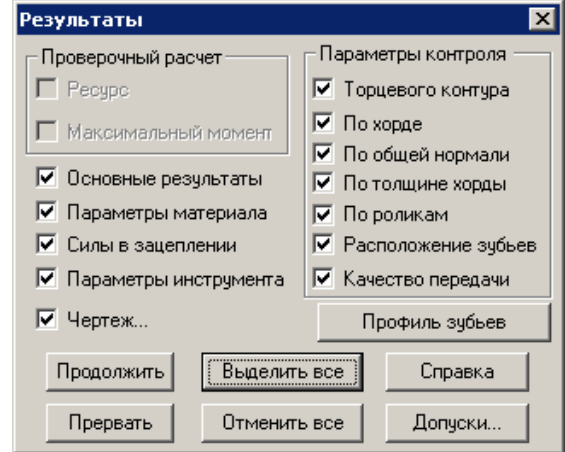 Результаты
Проверочный расчет
Ресурс
Максимальный момент
Основные результаты
Параметры материала
Силы в зацеплении
Параметры инструмента
Чертеж...
Параметры контроля
Торцевого контура
По хорде
По общей нормали
По толщине хорды
По роликам
Расположение зубьев
Качество передачи
Профиль зубьев
Продолжить
Выделить все
Справка
Прервать
Отменить все
Допуски...